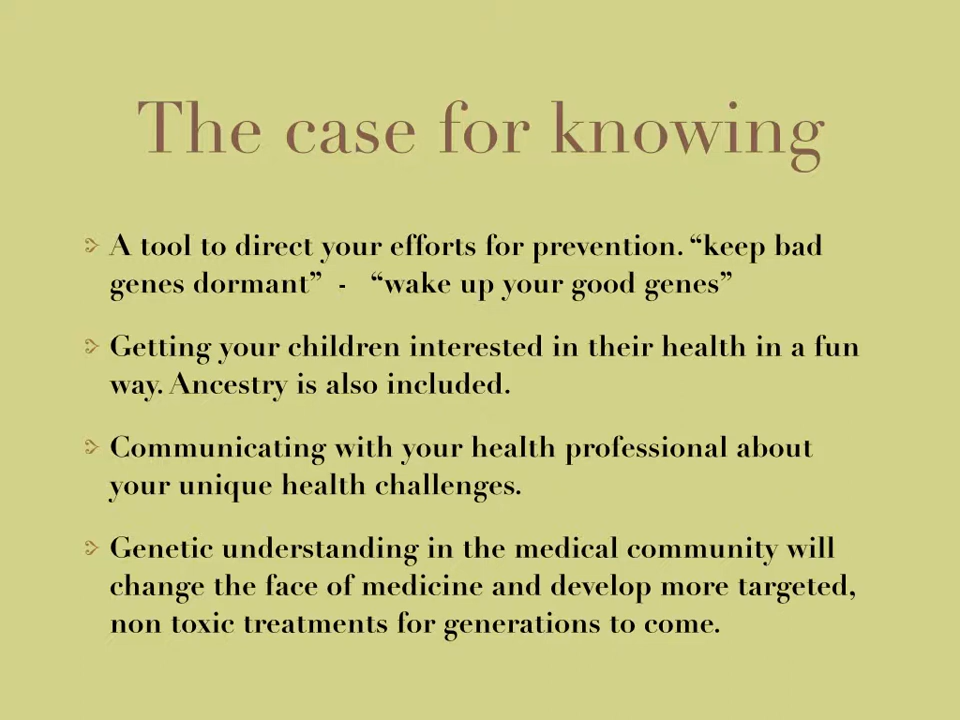 The case for knowing
A tool to direct your efforts for prevention. “keep bad
genes dormant” - “wake up your good genes”
Getting your children interested in their health in a fun
way. Ancestry is also included.
Communicating with your health professional about
your unique health challenges.
Genetic understanding in the medical community will
change the face of medicine and develop more targeted,
non toxic treatments for generations to come.